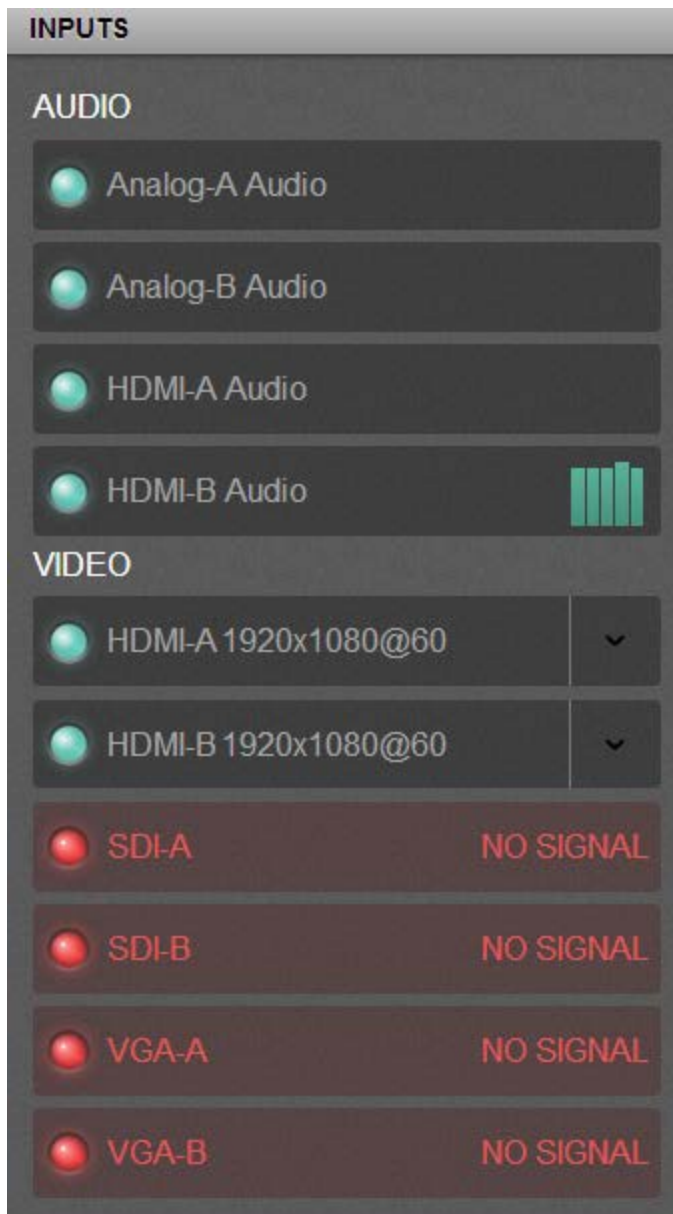 INPUTS
AUDIO
Analog-A Audio
Analog-B Audio
HDMI-A Audio
HDMI-B Audio
VIDEO
HDMI-A 1920x1080@60
HDMI-B 1920x1080@60
SDI-A NO SIGNAL
SDI-B NO SIGNAL
VGA-A NO SIGNAL
VGA-B NO SIGNAL